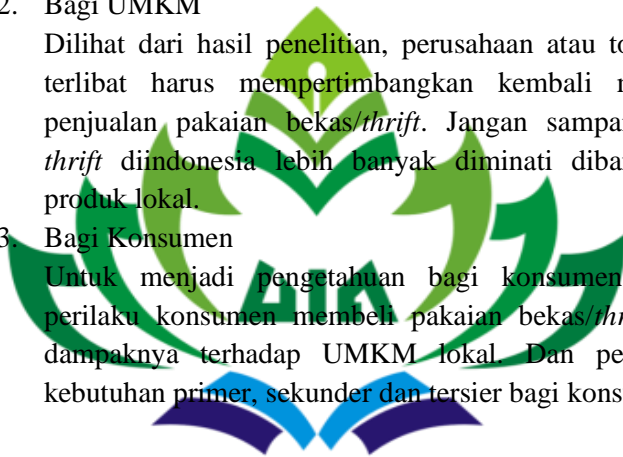 2. Bagi UMKM
Dilihat dari hasil penelitian, perusahaan atau to
terlibat harus mempertimbangkan kembali
penjualan pakaian bekas/thrift. Jangan sampa
thrift diindonesia lebih banyak diminati diba
produk lokal.
3. Bagi Konsumen
Untuk menjadi pengetahuan bagi konsumen
perilaku konsumen membeli pakaian bekas/thr
dampaknya terhadap UMKM lokal. Dan pe
kebutuhan primer, sekunder dan tersier bagi kons